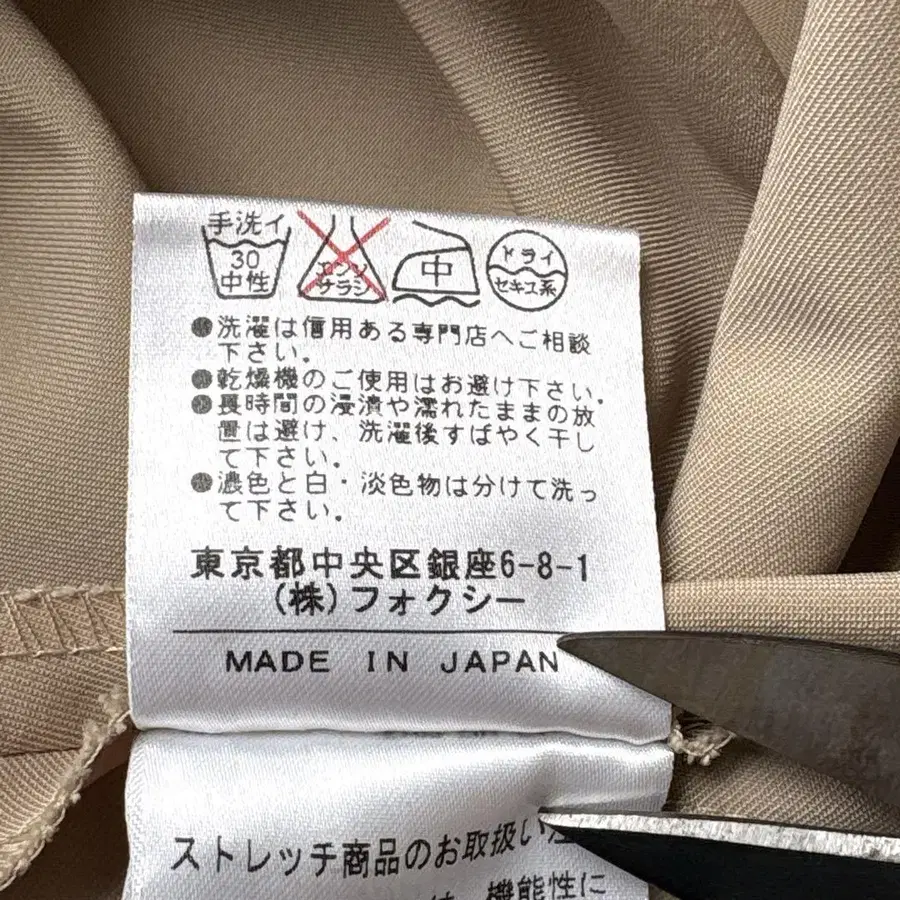 手洗イ
30
中性
エンソ
サラシ
中
ドライ
セキユ系
●洗濯は信用ある専門店へご相談
下さい。
●乾燥機のご使用はお避け下さい。
●長時間の浸漬や濡れたままの放
置は避け、洗濯後すばやく干し
て下さい。
●濃色と白・淡色物は分けて洗っ
て下さい。
東京都中央区銀座6-8-1
(株)フォクシー
MADE IN JAPAN
ストレッチ商品のお取扱い
機能性に